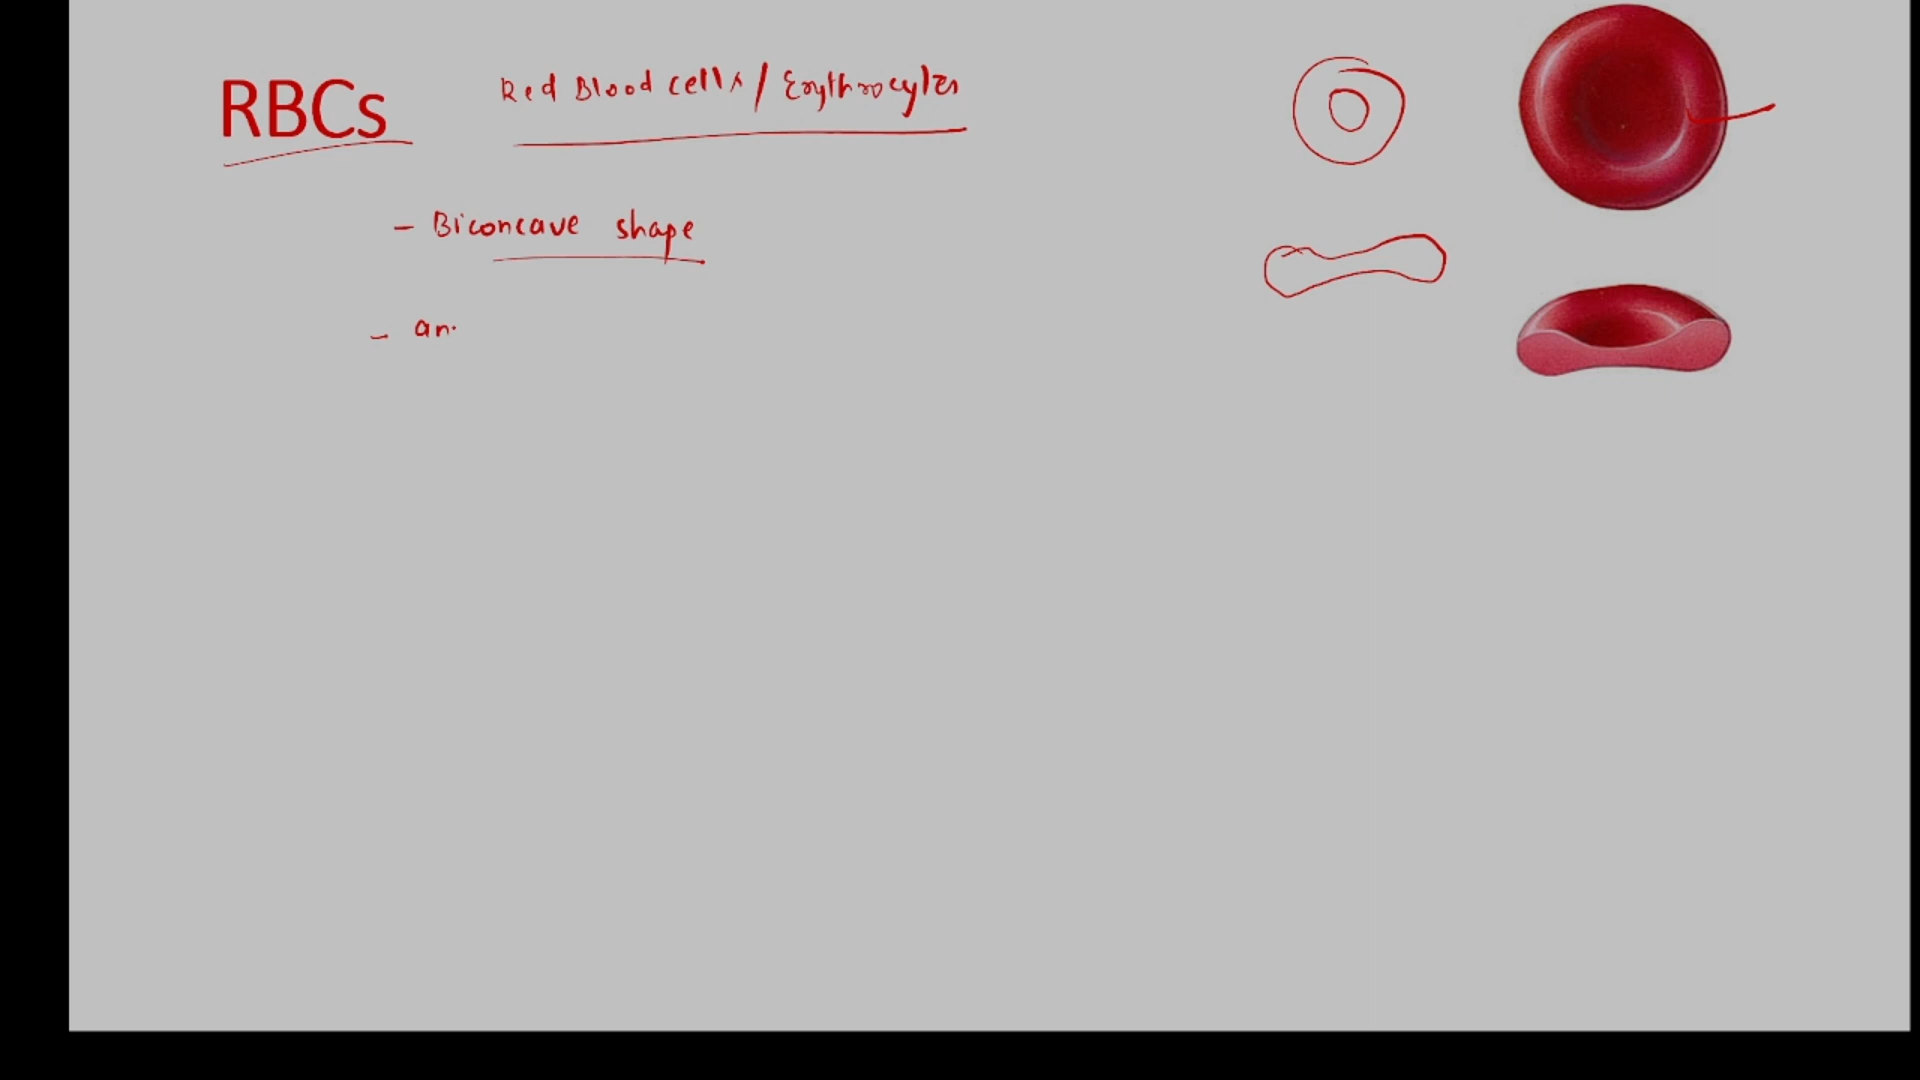 RBCs Red Blood cells / Erythrocytes
- Biconcave shape
- an